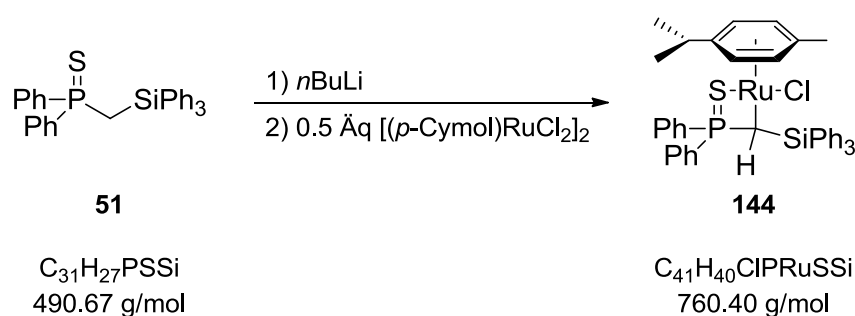 S
Ph P SiPh3
Ph
1) nBuLi
2) 0.5 Äq [(p-Cymol)RuCl2]2
S Ru Cl
Ph P SiPh3
Ph H
51
144
C31H27PSSi
490.67 g/mol
C41H40ClPRuSSi
760.40 g/mol